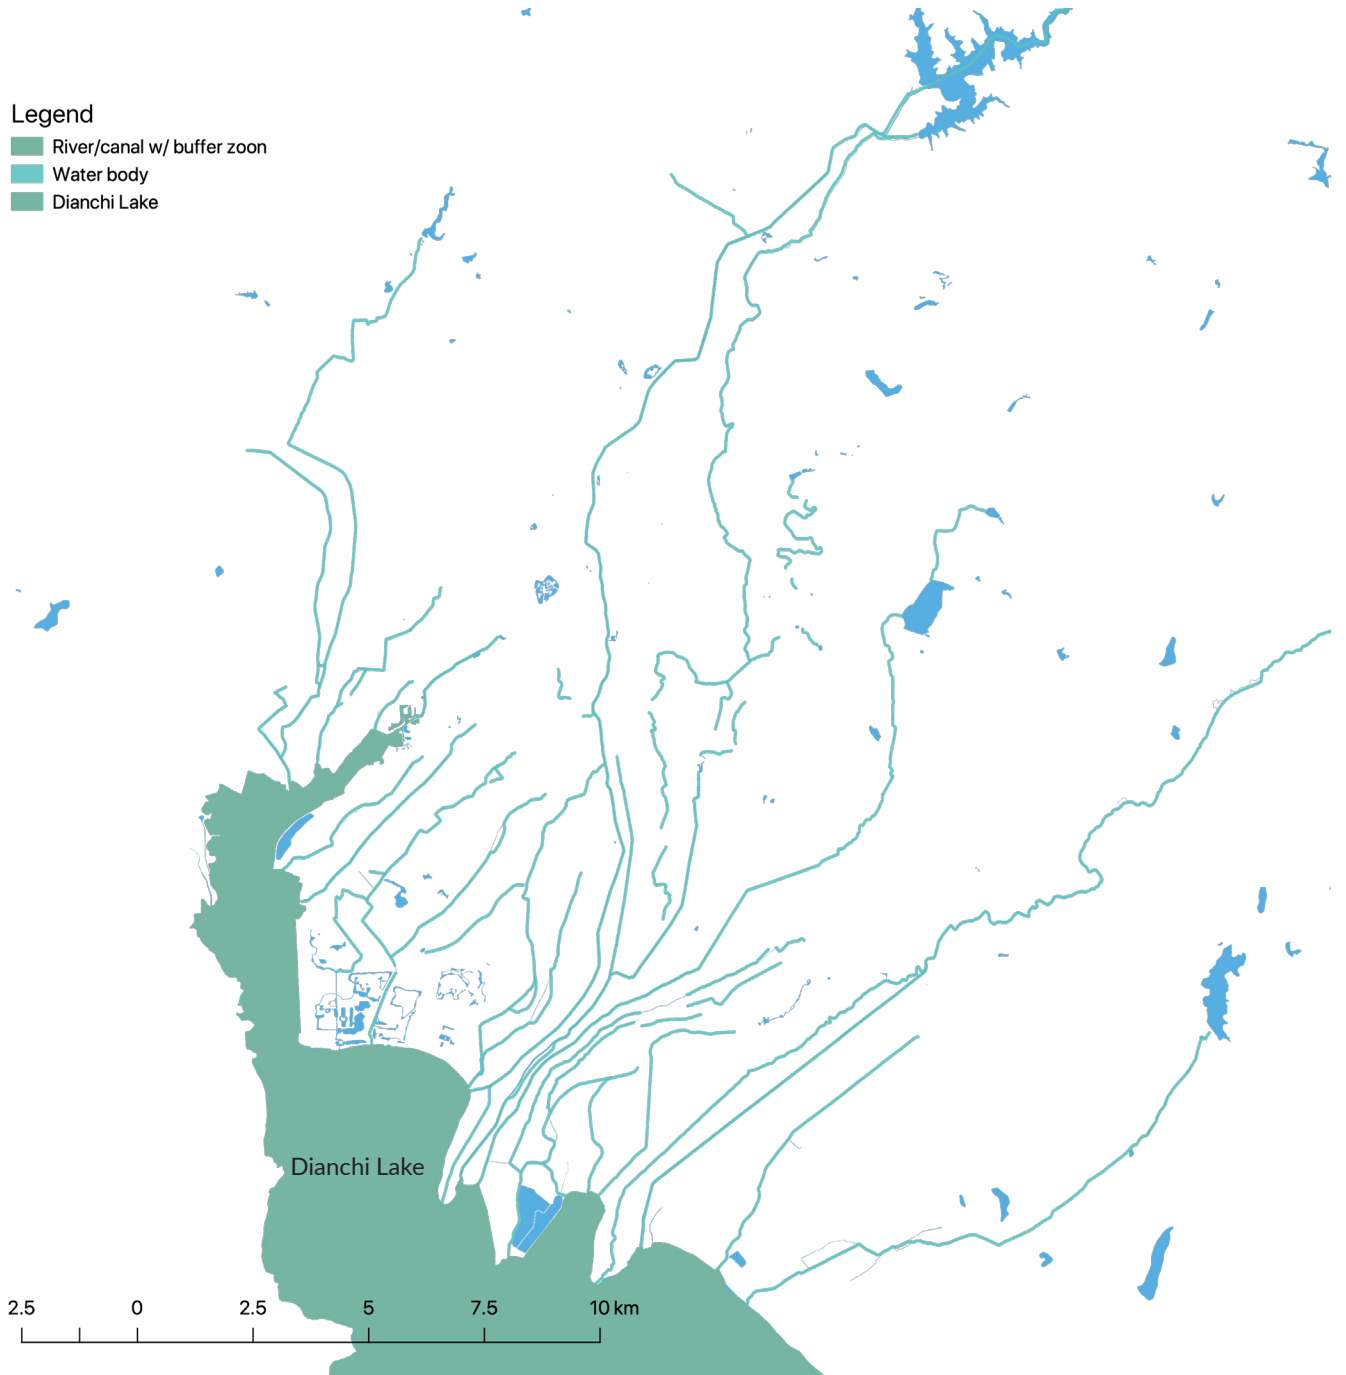 Legend
River/canal w/ buffer zoon
Water body
Dianchi Lake
Dianchi Lake
2.5 0 2.5 5 7.5 10 km